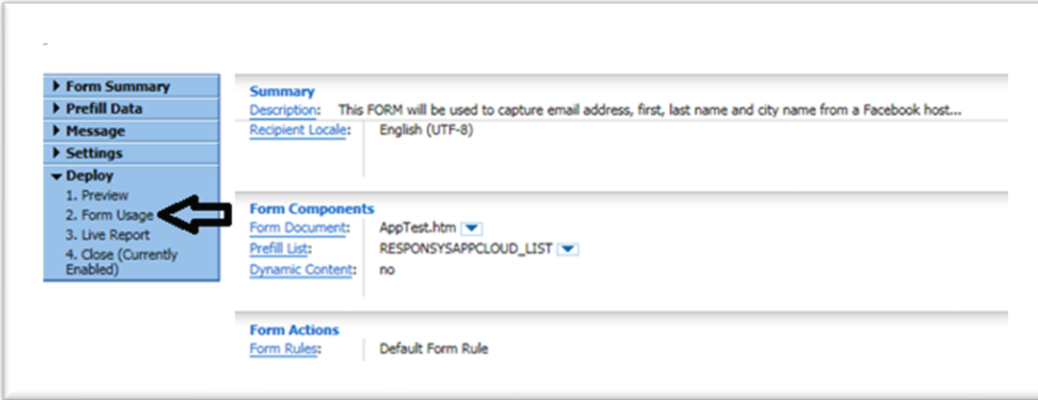 Form Summary
Prefill Data
Message
Settings
Deploy
1. Preview
2. Form Usage
3. Live Report
4. Close (Currently
Enabled)
Summary
Description: This FORM will be used to capture email address, first, last name and city name from a Facebook host...
Recipient Locale: English (UTF-8)
Form Components
Form Document: AppTest.htm
Prefill List: RESPONSYSAPPCLOUD_LIST
Dynamic Content: no
Form Actions
Form Rules: Default Form Rule